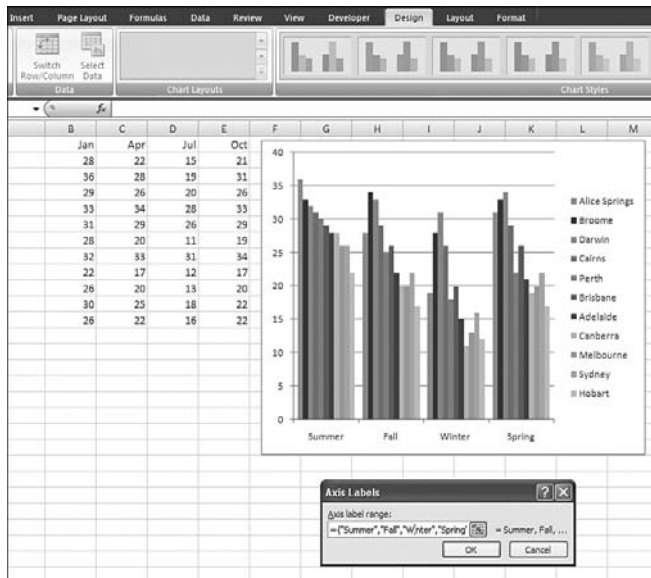 Insert Page Layout Formulas Data Review View Developer Design Layout Format
Switch Row/Column
Select Data
Data
Chart Layouts
Chart Styles
fx
B C D E F G H I J K L M
Jan Apr Jul Oct
28 22 15 21
36 28 19 31
29 26 20 26
33 34 28 33
31 29 26 29
28 20 11 19
32 33 31 34
22 17 12 17
26 20 13 20
30 25 18 22
26 22 16 22
40
35
30
25
20
15
10
5
0
Summer Fall Winter Spring
Alice Springs
Broome
Darwin
Cairns
Perth
Brisbane
Adelaide
Canberra
Melbourne
Sydney
Hobart
Axis Labels
Axis label range:
={"Summer","Fall","Winter","Spring' = Summer, Fall, ...
OK Cancel